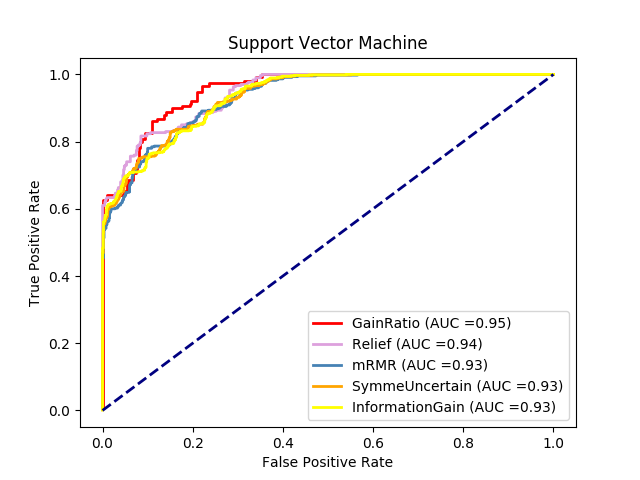 Support Vector Machine
True Positive Rate
1.0
0.8
0.6
0.4
0.2
0.0
GainRatio (AUC =0.95)
Relief (AUC =0.94)
mRMR (AUC =0.93)
SymmeUncertain (AUC =0.93)
InformationGain (AUC =0.93)
0.0 0.2 0.4 0.6 0.8 1.0
False Positive Rate